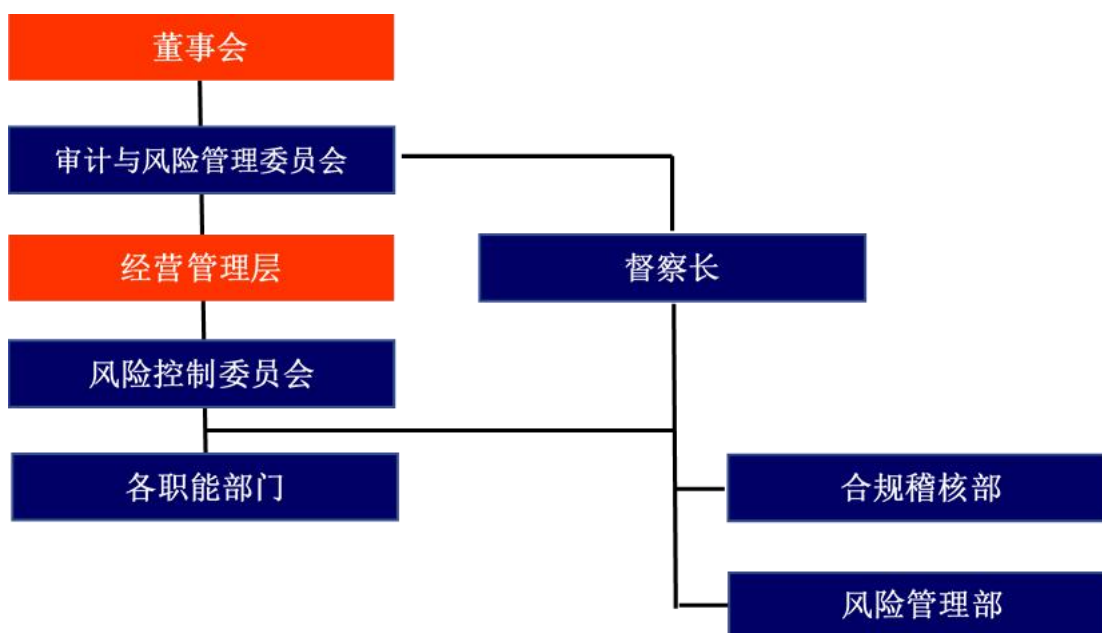 董事会
审计与风险管理委员会
经营管理层
督察长
风险控制委员会
各职能部门
合规稽核部
风险管理部